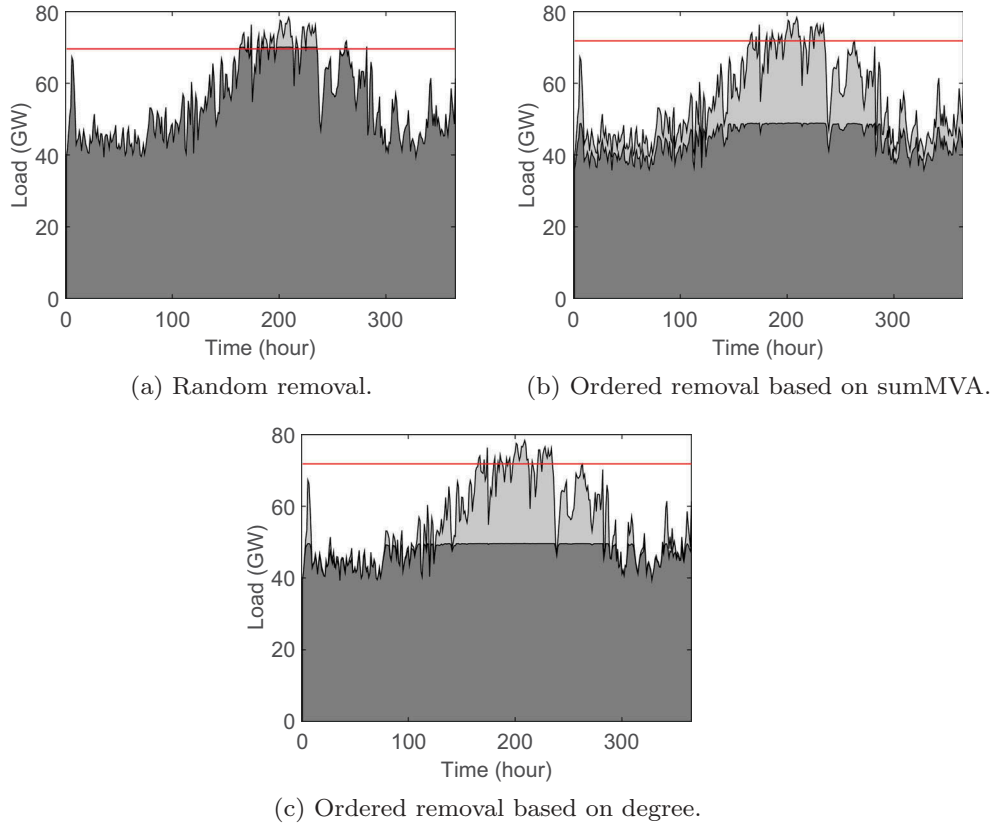 80
60
40
20
0
Load (GW)
0 100 200 300
Time (hour)
(a) Random removal.
80
60
40
20
0
Load (GW)
0 100 200 300
Time (hour)
(b) Ordered removal based on sumMVA.
80
60
40
20
0
Load (GW)
0 100 200 300
Time (hour)
(c) Ordered removal based on degree.